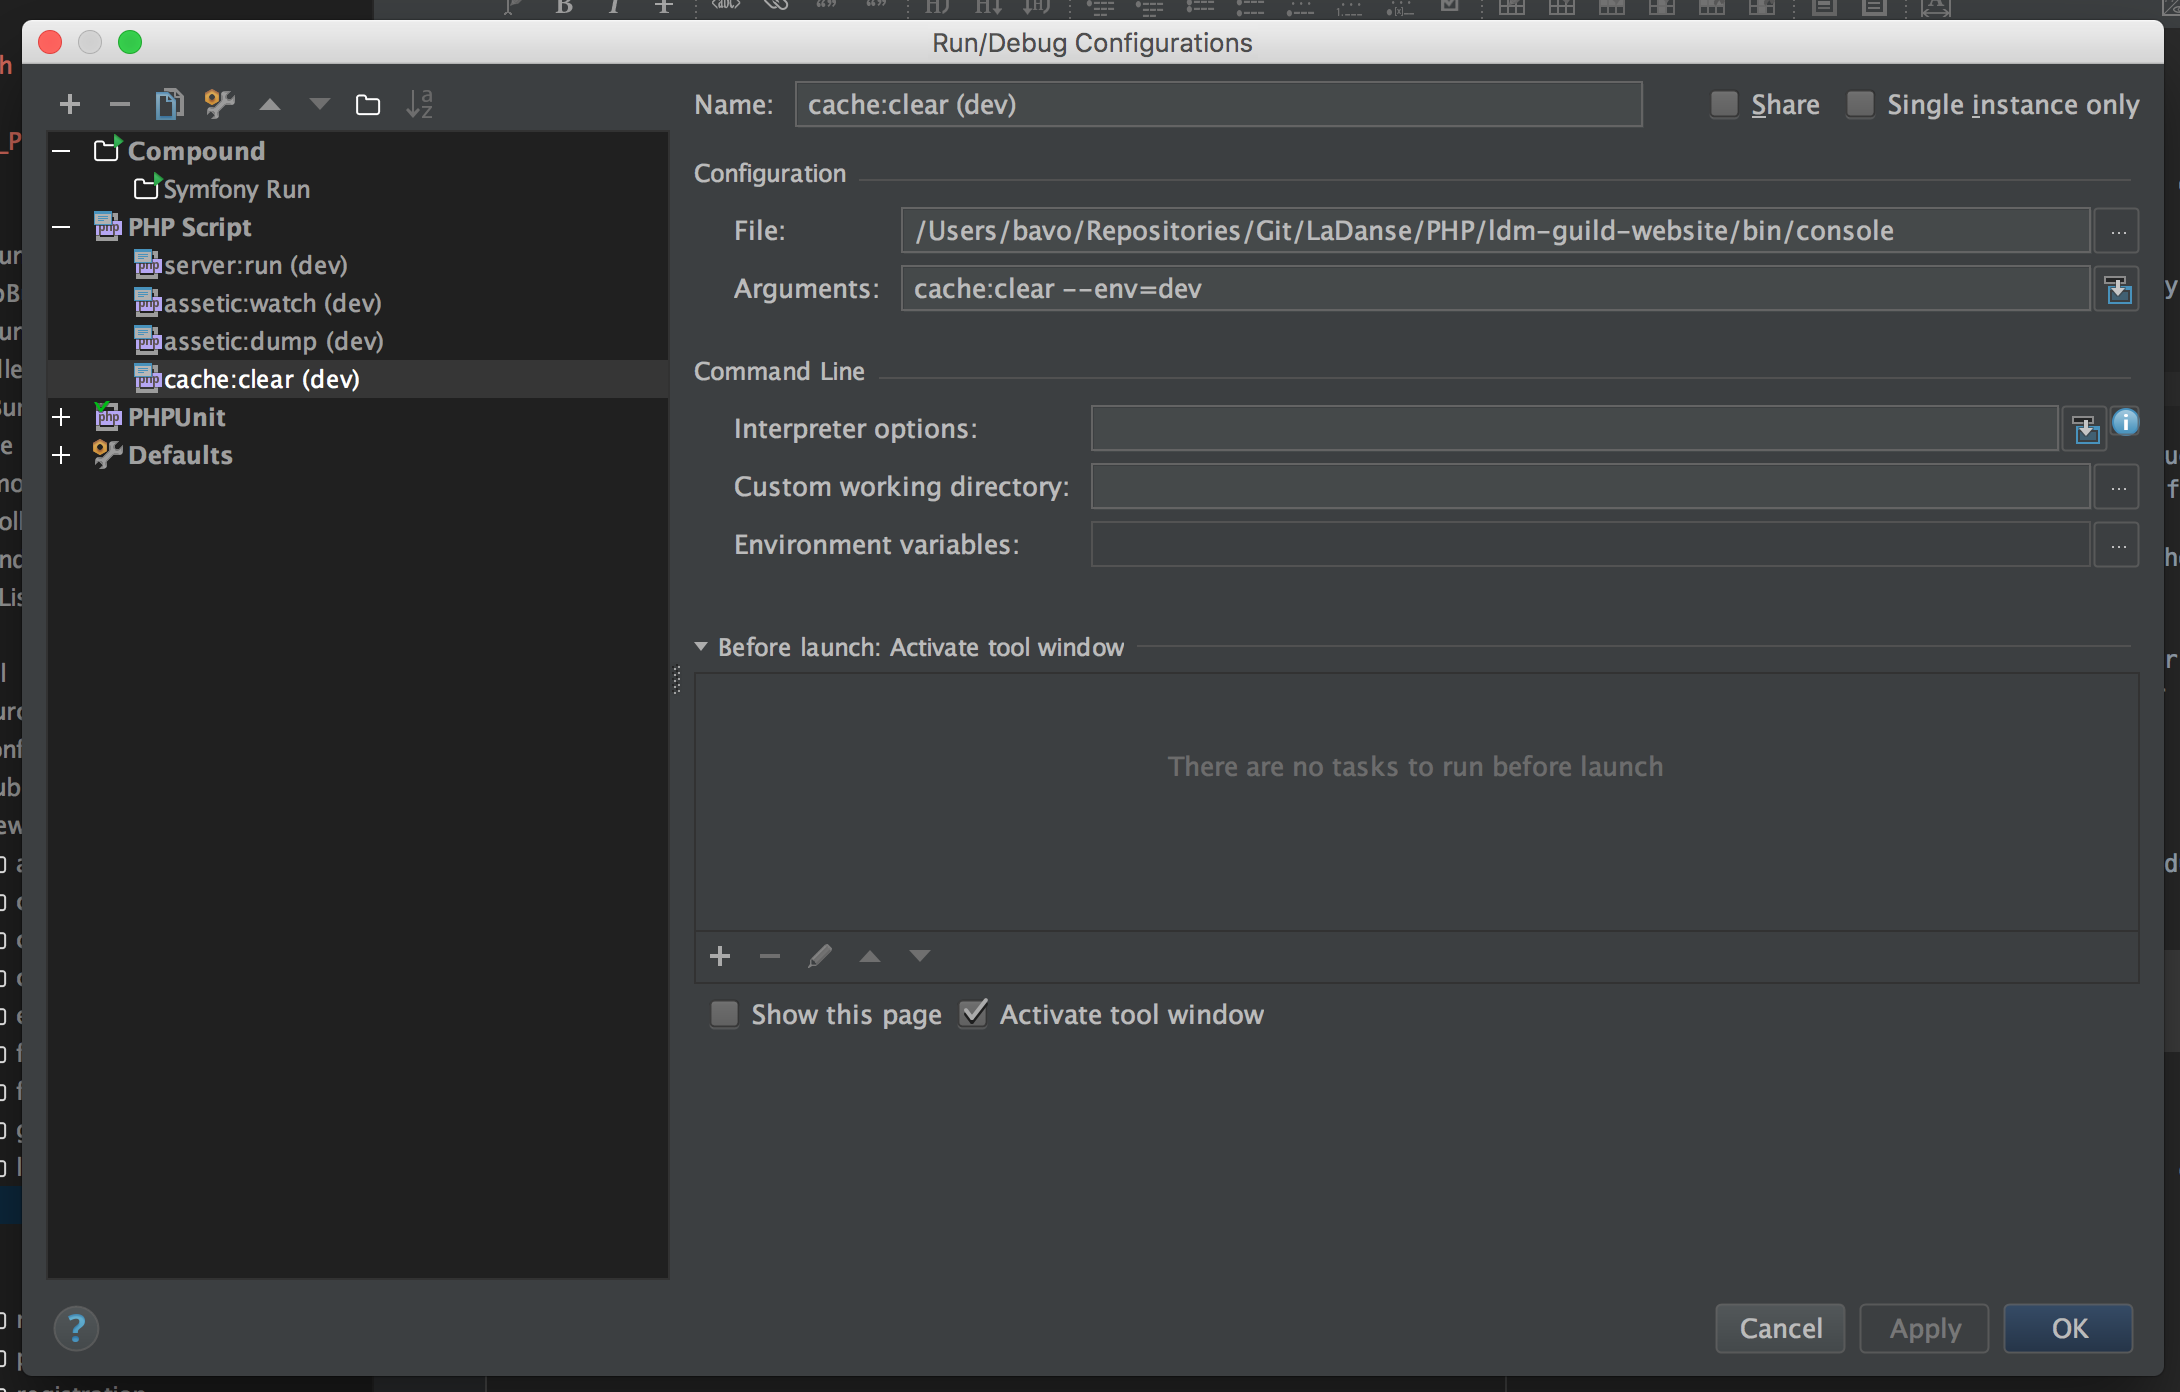 Run/Debug Configurations
Name: cache:clear (dev) Share Single instance only
Compound
Symfony Run
PHP Script
server:run (dev)
assetic:watch (dev)
assetic:dump (dev)
cache:clear (dev)
PHPUnit
Defaults
Configuration
File: /Users/bavo/Repositories/Git/LaDanse/PHP/ldm-guild-website/bin/console ...
Arguments: cache:clear --env=dev
Command Line
Interpreter options:
Custom working directory: ...
Environment variables: ...
Before launch: Activate tool window
There are no tasks to run before launch
Show this page Activate tool window
? Cancel Apply OK